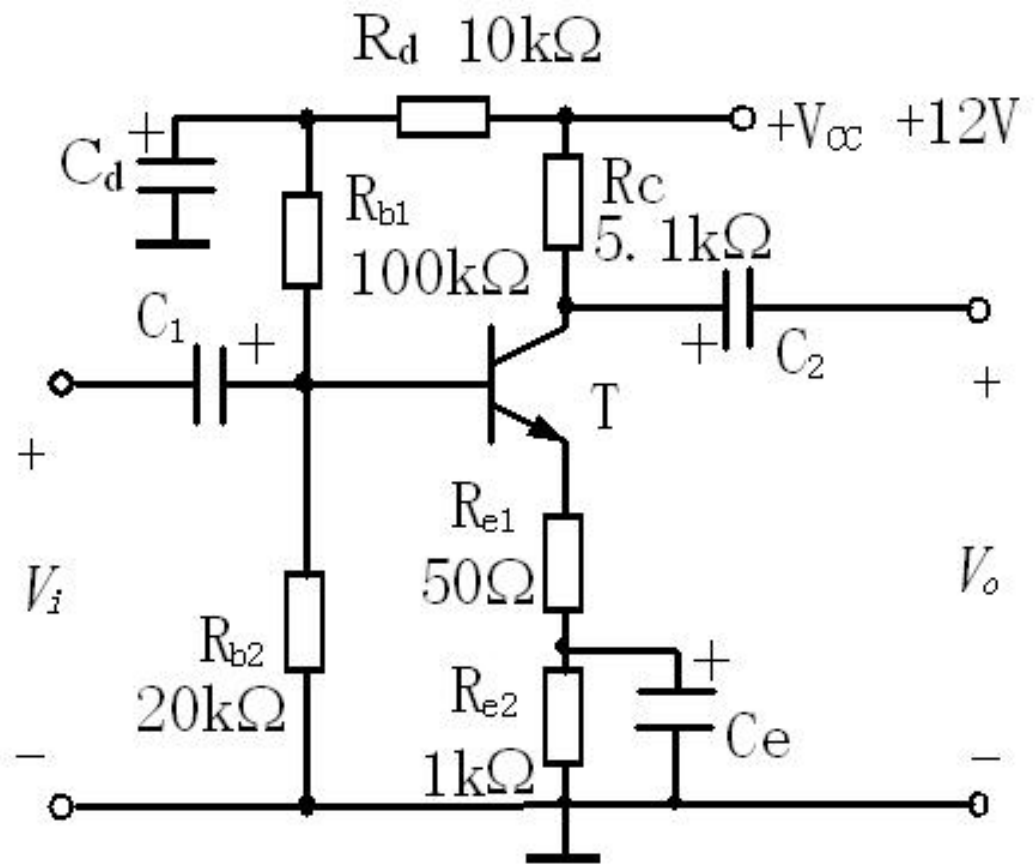 Rd 10kΩ
+Vcc +12V
Cd
+
Rb1
100kΩ
Rc
5.1kΩ
C1
+
+
C2
+
T
+
Re1
50Ω
Vi
Vo
Rb2
20kΩ
Re2
1kΩ
+
Ce
−
−